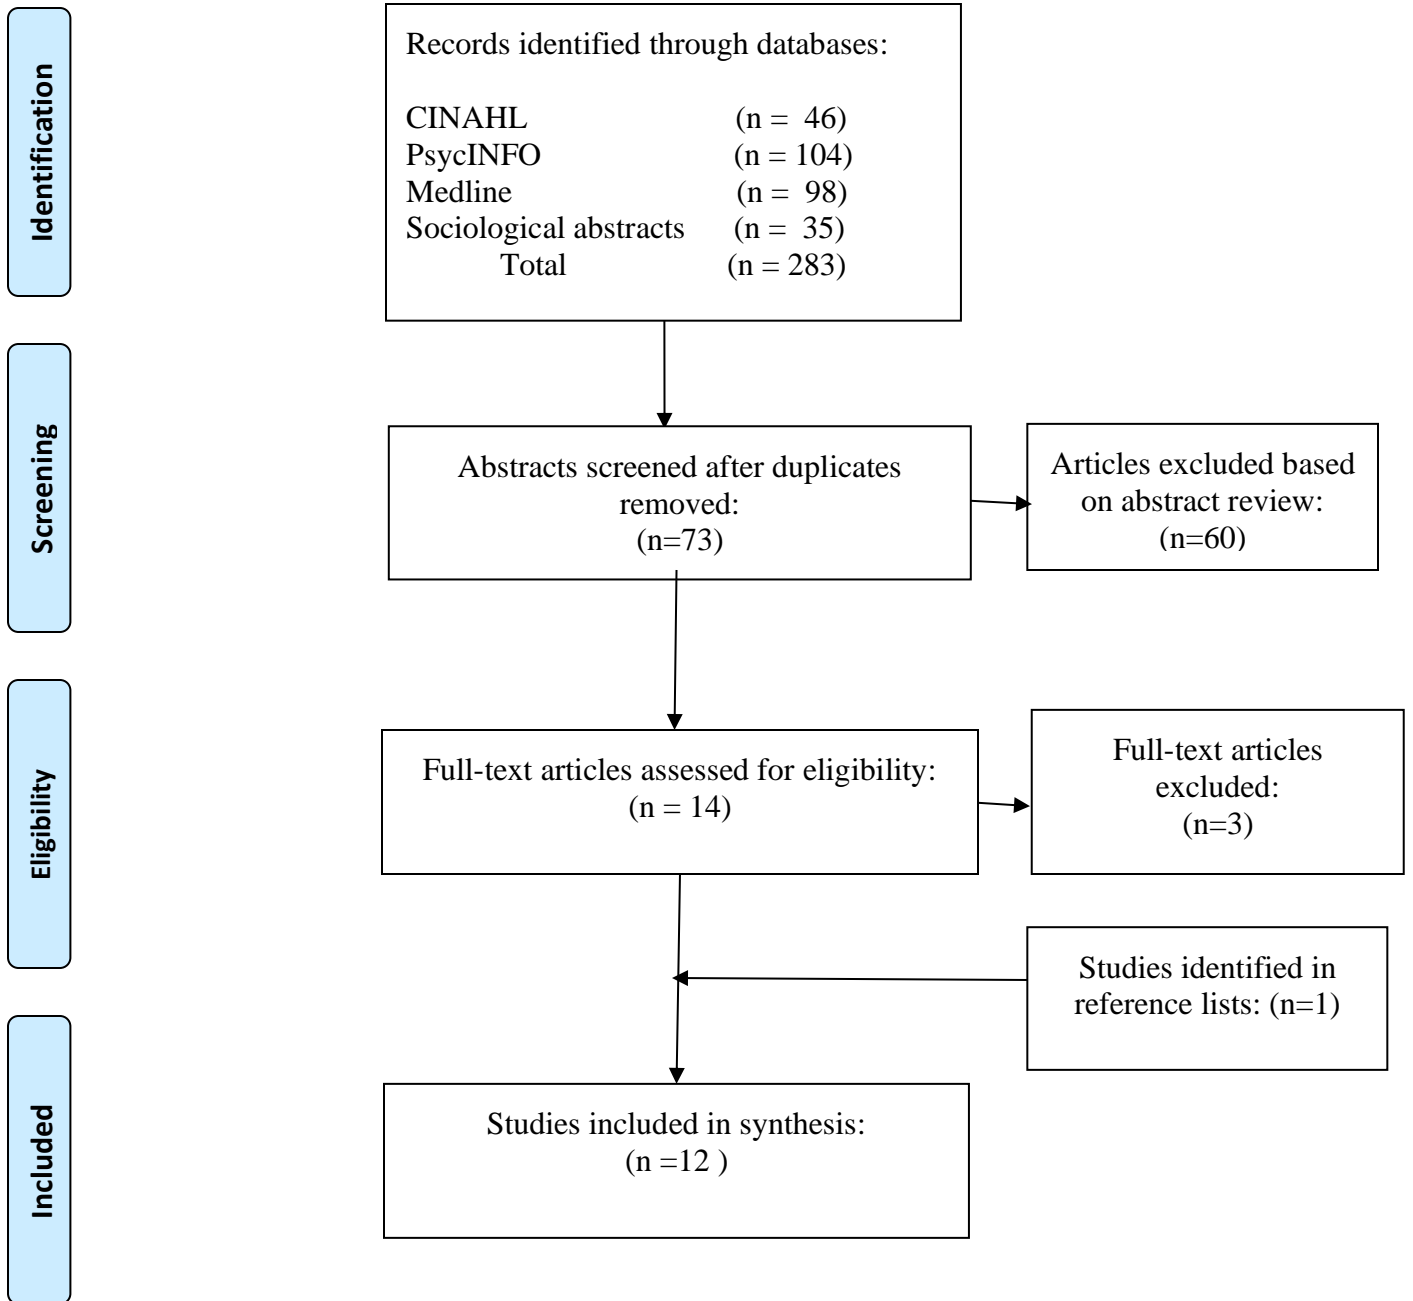 Identification
Records identified through databases:
CINAHL (n = 46)
PsycINFO (n = 104)
Medline (n = 98)
Sociological abstracts (n = 35)
Total (n = 283)
Screening
Abstracts screened after duplicates
removed:
(n=73)
Articles excluded based
on abstract review:
(n=60)
Eligibility
Full-text articles assessed for eligibility:
(n = 14)
Full-text articles
excluded:
(n=3)
Studies identified in
reference lists: (n=1)
Included
Studies included in synthesis:
(n =12 )